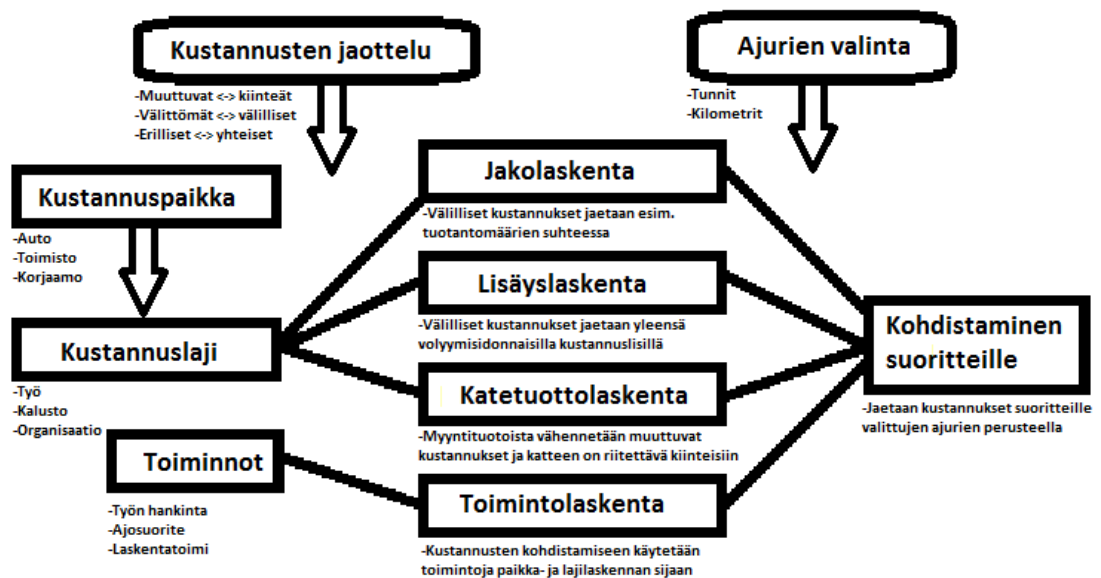 Kustannusten jaottelu
-Muuttuvat <-> kiinteät
-Välittömät <-> välilliset
-Erilliset <-> yhteiset
Ajurien valinta
-Tunnit
-Kilometrit
Kustannuspaikka
-Auto
-Toimisto
-Korjaamo
Kustannuslaji
-Työ
-Kalusto
-Organisaatio
Toiminnot
-Työn hankinta
-Ajosuorite
-Laskentatoimi
Jakolaskenta
-Välilliset kustannukset jaetaan esim.
tuotantomäärien suhteessa
Lisäyslaskenta
-Välilliset kustannukset jaetaan yleensä
volyymisidonnaisilla kustannuslisillä
Katetuottolaskenta
-Myyntituotoista vähennetään muuttuvat
kustannukset ja katteen on riitettävä kiinteisiin
Toimintolaskenta
-Kustannusten kohdistamiseen käytetään
toimintoja paikka- ja lajilaskennan sijaan
Kohdistaminen
suoritteille
-Jaetaan kustannukset suoritteille
valittujen ajurien perusteella